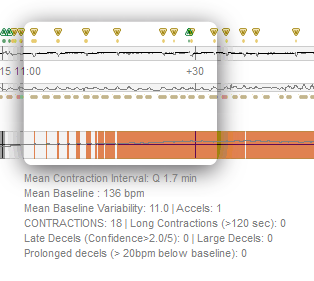 15 11:00 +30
Mean Contraction Interval: Q 1.7 min
Mean Baseline : 136 bpm
Mean Baseline Variability: 11.0 | Accels: 1
CONTRACTIONS: 18 | Long Contractions (>120 sec): 0
Late Decels (Confidence>2.0/5): 0 | Large Decels: 0
Prolonged decels (> 20bpm below baseline): 0